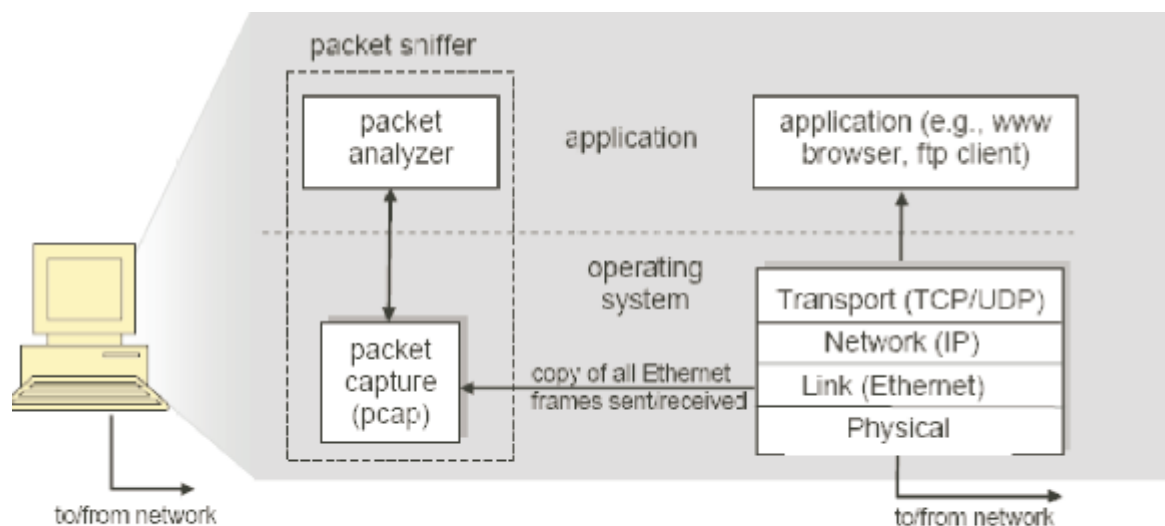 packet sniffer
packet
analyzer
application
application (e.g., www
browser, ftp client)
operating
system
packet
capture
(pcap)
copy of all Ethernet
frames sent/received
Transport (TCP/UDP)
Network (IP)
Link (Ethernet)
Physical
to/from network
to/from network